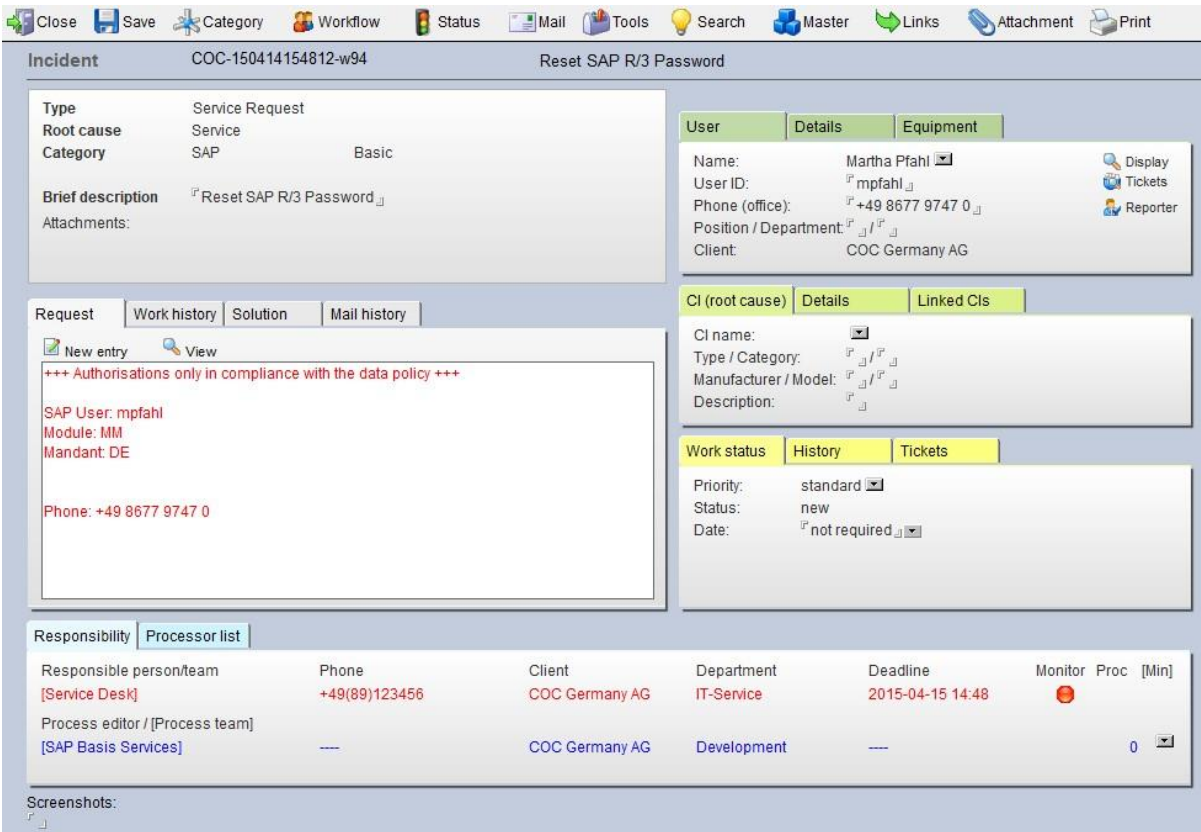 Close Save Category Workflow Status Mail Tools Search Master Links Attachment Print
Incident COC-150414154812-w94 Reset SAP R/3 Password
Type Service Request
Root cause Service
Category SAP Basic
Brief description Reset SAP R/3 Password
Attachments:
User Details Equipment
Name: Martha Pfahl Display
User ID: mpfahl Tickets
Phone (office): +49 8677 9747 0 Reporter
Position / Department: /
Client: COC Germany AG
Request Work history Solution Mail history
New entry View
+++ Authorisations only in compliance with the data policy +++
SAP User: mpfahl
Module: MM
Mandant: DE
Phone: +49 8677 9747 0
CI (root cause) Details Linked CIs
CI name:
Type / Category: /
Manufacturer / Model: /
Description:
Work status History Tickets
Priority: standard
Status: new
Date: not required
Responsibility Processor list
Responsible person/team Phone Client Department Deadline Monitor Proc [Min]
[Service Desk] +49(89)123456 COC Germany AG IT-Service 2015-04-15 14:48
Process editor / [Process team]
[SAP Basis Services] ---- COC Germany AG Development ---- 0
Screenshots: